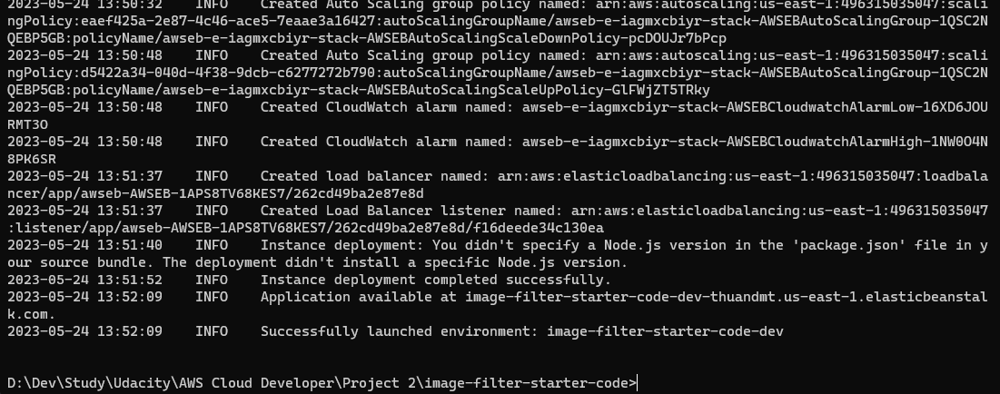 2023-05-24 13:50:32    INFO    Created Auto Scaling group policy named: arn:aws:autoscaling:us-east-1:496315035047:scali
ngPolicy:eaef425a-2e87-4c46-ace5-7eaae3a16427:autoScalingGroupName/awseb-e-iagmxcbiyr-stack-AWSEBAutoScalingGroup-1QSC2N
QEBP5GB:policyName/awseb-e-iagmxcbiyr-stack-AWSEBAutoScalingScaleDownPolicy-pcDOUJr7bPcp
2023-05-24 13:50:48    INFO    Created Auto Scaling group policy named: arn:aws:autoscaling:us-east-1:496315035047:scali
ngPolicy:d5422a34-040d-4f38-9dcb-c6277272b790:autoScalingGroupName/awseb-e-iagmxcbiyr-stack-AWSEBAutoScalingGroup-1QSC2N
QEBP5GB:policyName/awseb-e-iagmxcbiyr-stack-AWSEBAutoScalingScaleUpPolicy-GlFWjZT5TRky
2023-05-24 13:50:48    INFO    Created CloudWatch alarm named: awseb-e-iagmxcbiyr-stack-AWSEBCloudwatchAlarmLow-16XD6JOU
RMT3O
2023-05-24 13:50:48    INFO    Created CloudWatch alarm named: awseb-e-iagmxcbiyr-stack-AWSEBCloudwatchAlarmHigh-1NW0O4N
8PK6SR
2023-05-24 13:51:37    INFO    Created load balancer named: arn:aws:elasticloadbalancing:us-east-1:496315035047:loadbala
ncer/app/awseb-AWSEB-1APS8TV68KES7/262cd49ba2e87e8d
2023-05-24 13:51:37    INFO    Created Load Balancer listener named: arn:aws:elasticloadbalancing:us-east-1:496315035047
:listener/app/awseb-AWSEB-1APS8TV68KES7/262cd49ba2e87e8d/f16deede34c130ea
2023-05-24 13:51:40    INFO    Instance deployment: You didn't specify a Node.js version in the 'package.json' file in y
our source bundle. The deployment didn't install a specific Node.js version.
2023-05-24 13:51:52    INFO    Instance deployment completed successfully.
2023-05-24 13:52:09    INFO    Application available at image-filter-starter-code-dev-thuandmt.us-east-1.elasticbeanstal
k.com.
2023-05-24 13:52:09    INFO    Successfully launched environment: image-filter-starter-code-dev
D:\Dev\Study\Udacity\AWS Cloud Developer\Project 2\image-filter-starter-code>